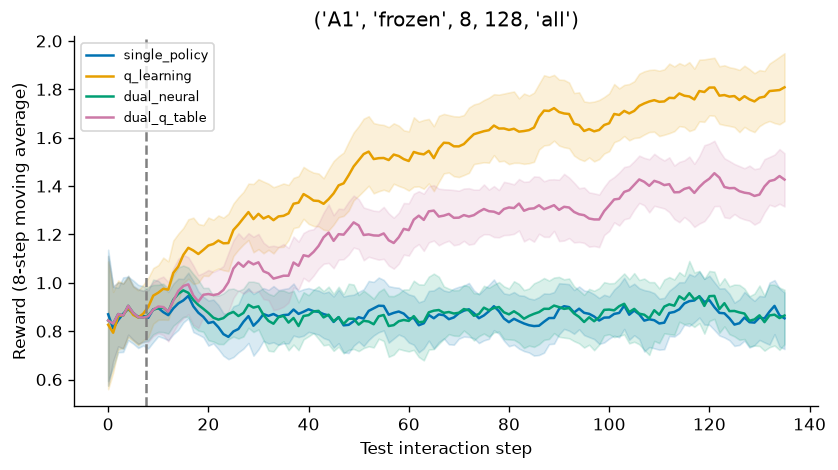 ('A1', 'frozen', 8, 128, 'all')
2.0
1.8
1.6
1.4
1.2
1.0
0.8
0.6
Reward (8-step moving average)
single_policy
q_learning
dual_neural
dual_q_table
0 20 40 60 80 100 120 140
Test interaction step